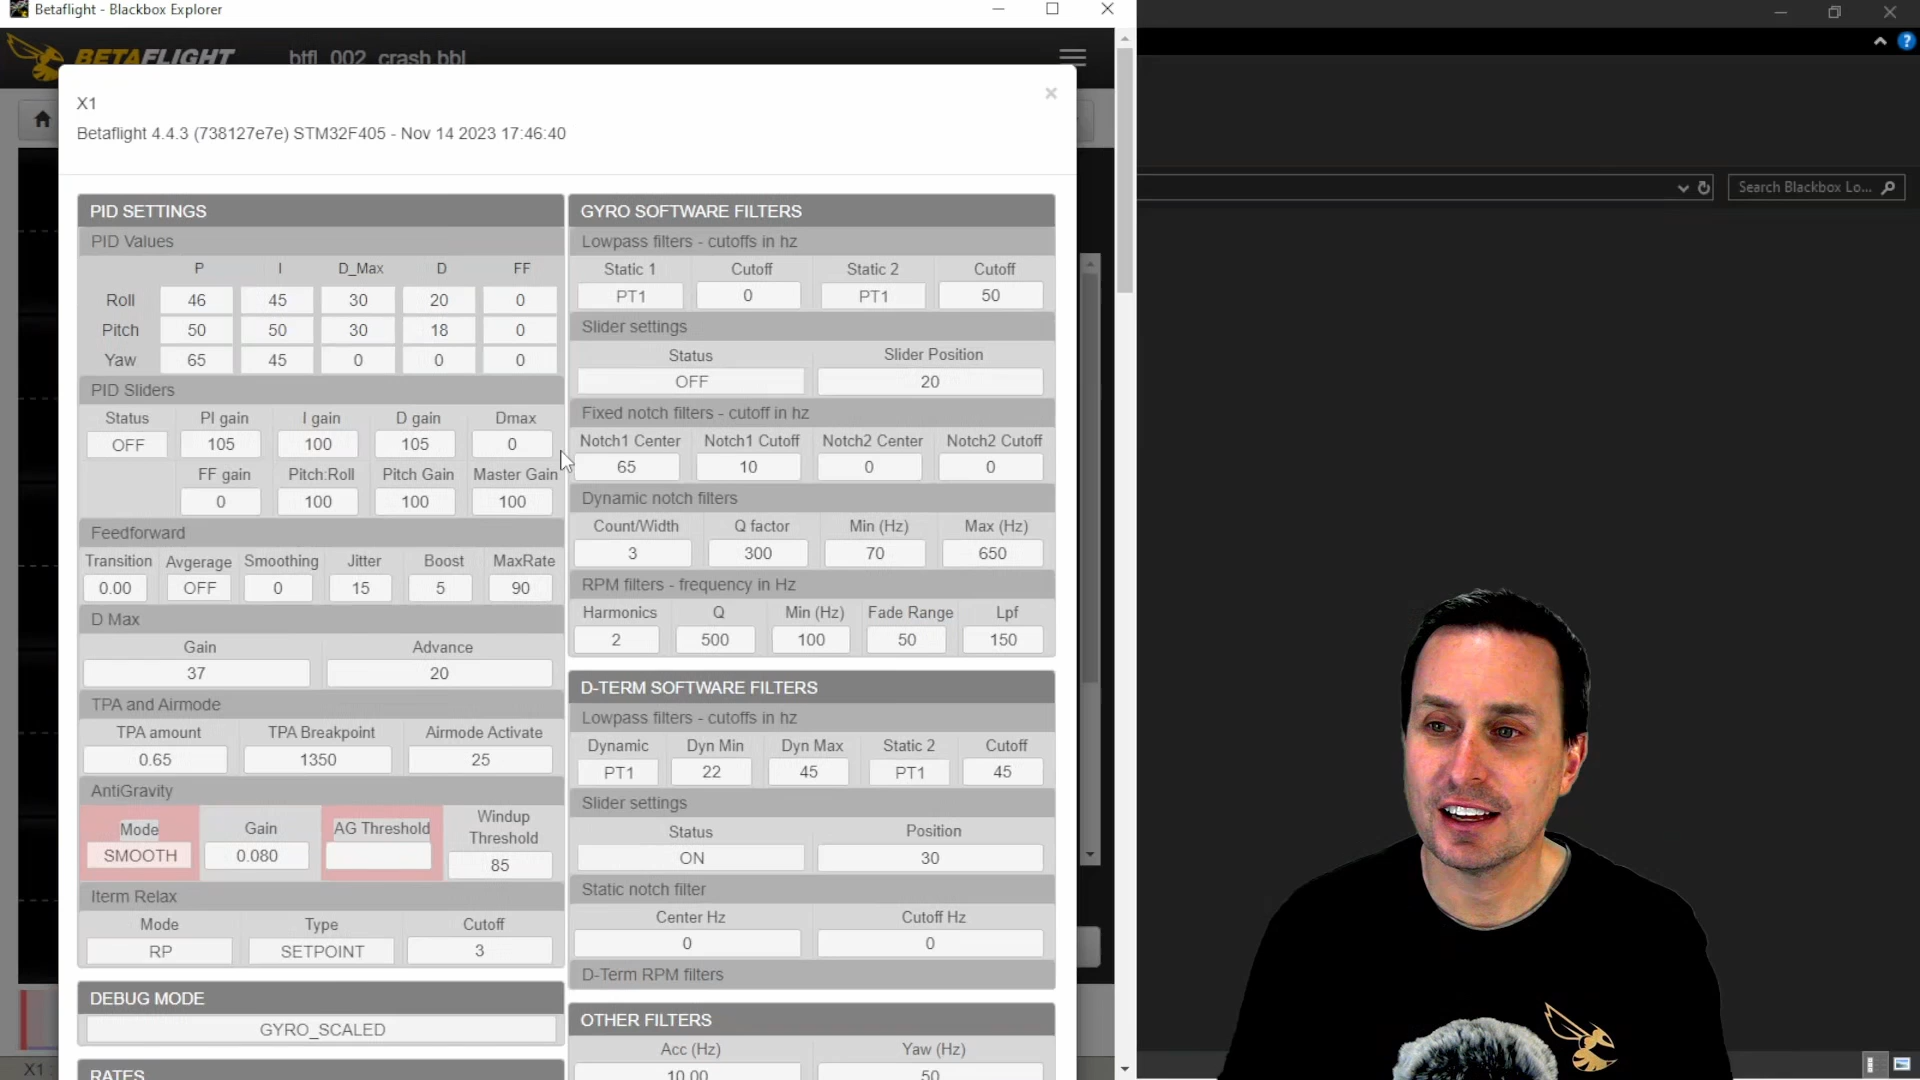 Betaflight - Blackbox Explorer
BETAFLIGHT
btfl_002_crash.bbl
X1
Betaflight 4.4.3 (738127e7e) STM32F405 - Nov 14 2023 17:46:40
×
Search Blackbox Lo...
PID SETTINGS
PID Values
P I D_Max D FF
Roll 46 45 30 20 0
Pitch 50 50 30 18 0
Yaw 65 45 0 0 0
PID Sliders
Status PI gain I gain D gain Dmax
OFF 105 100 105 0
FF gain Pitch:Roll Pitch Gain Master Gain
0 100 100 100
Feedforward
Transition Avgerage Smoothing Jitter Boost MaxRate
0.00 OFF 0 15 5 90
D Max
Gain Advance
37 20
TPA and Airmode
TPA amount TPA Breakpoint Airmode Activate
0.65 1350 25
AntiGravity
Mode Gain AG Threshold Windup Threshold
SMOOTH 0.080 85
Iterm Relax
Mode Type Cutoff
RP SETPOINT 3
DEBUG MODE
GYRO_SCALED
RATES
GYRO SOFTWARE FILTERS
Lowpass filters - cutoffs in hz
Static 1 Cutoff Static 2 Cutoff
PT1 0 PT1 50
Slider settings
Status Slider Position
OFF 20
Fixed notch filters - cutoff in hz
Notch1 Center Notch1 Cutoff Notch2 Center Notch2 Cutoff
65 10 0 0
Dynamic notch filters
Count/Width Q factor Min (Hz) Max (Hz)
3 300 70 650
RPM filters - frequency in Hz
Harmonics Q Min (Hz) Fade Range Lpf
2 500 100 50 150
D-TERM SOFTWARE FILTERS
Lowpass filters - cutoffs in hz
Dynamic Dyn Min Dyn Max Static 2 Cutoff
PT1 22 45 PT1 45
Slider settings
Status Position
ON 30
Static notch filter
Center Hz Cutoff Hz
0 0
D-Term RPM filters
OTHER FILTERS
Acc (Hz) Yaw (Hz)
10.00 50
X1